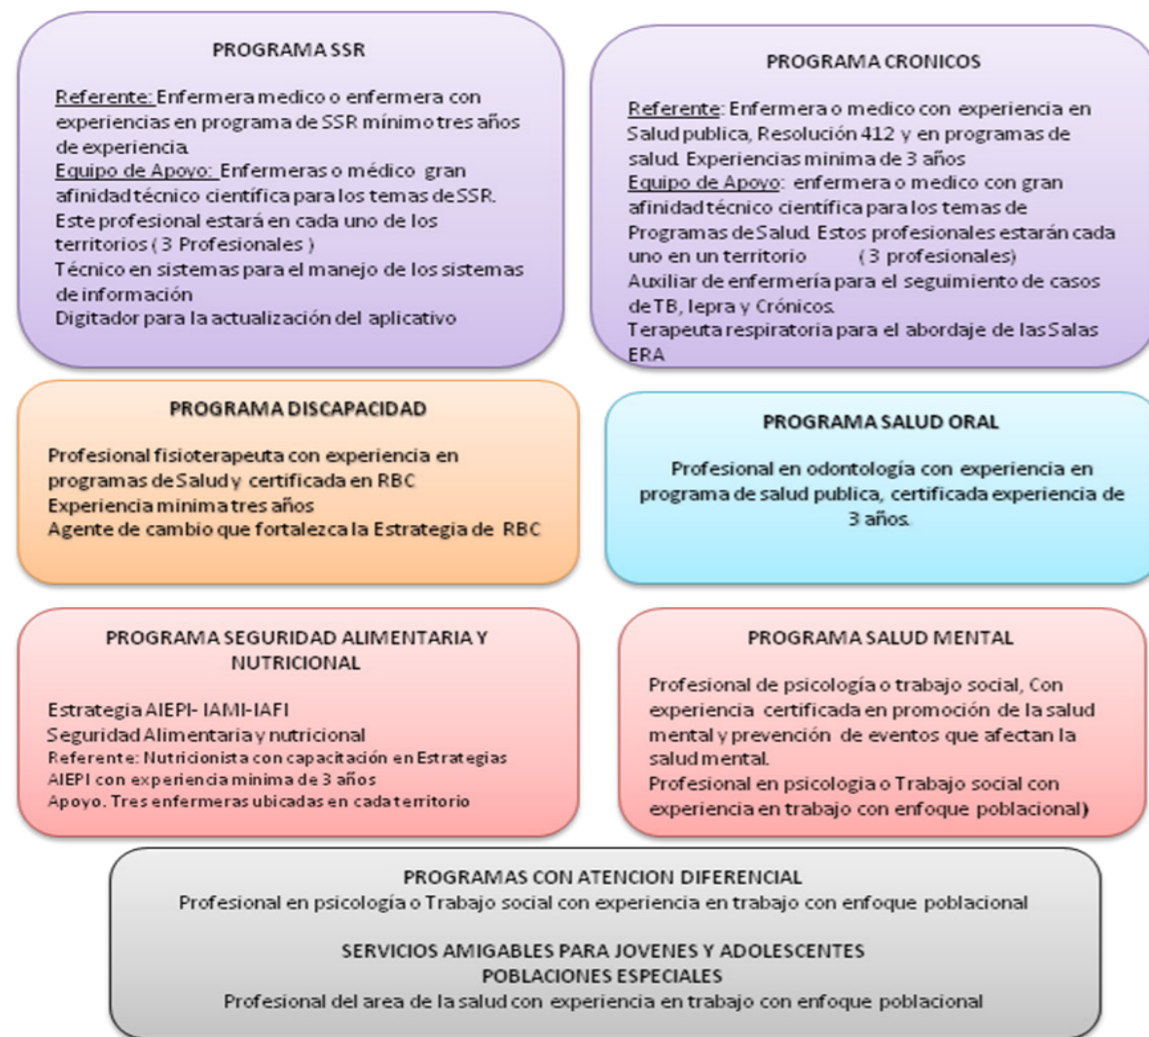 PROGRAMA SSR
Referente: Enfermera medico o enfermera con
experiencias en programa de SSR mínimo tres años
de experiencia.
Equipo de Apoyo: Enfermeras o médico gran
afinidad técnico científica para los temas de SSR.
Este profesional estará en cada uno de los
territorios ( 3 Profesionales )
Técnico en sistemas para el manejo de los sistemas
de información
Digitador para la actualización del aplicativo
PROGRAMA CRONICOS
Referente: Enfermera o medico con experiencia en
Salud publica, Resolución 412 y en programas de
salud. Experiencias minima de 3 años
Equipo de Apoyo: enfermera o medico con gran
afinidad técnico científica para los temas de
Programas de Salud. Estos profesionales estarán cada
uno en un territorio ( 3 profesionales)
Auxiliar de enfermería para el seguimiento de casos
de TB, lepra y Crónicos.
Terapeuta respiratoria para el abordaje de las Salas
ERA
PROGRAMA DISCAPACIDAD
Profesional fisioterapeuta con experiencia en
programas de Salud y certificada en RBC
Experiencia minima tres años
Agente de cambio que fortalezca la Estrategia de RBC
PROGRAMA SALUD ORAL
Profesional en odontología con experiencia en
programa de salud publica, certificada experiencia de
3 años.
PROGRAMA SEGURIDAD ALIMENTARIA Y
NUTRICIONAL
Estrategia AIEPI- IAMI-IAFI
Seguridad Alimentaria y nutricional
Referente: Nutricionista con capacitación en Estrategias
AIEPI con experiencia minima de 3 años
Apoyo. Tres enfermeras ubicadas en cada territorio
PROGRAMA SALUD MENTAL
Profesional de psicología o trabajo social, Con
experiencia certificada en promoción de la salud
mental y prevención de eventos que afectan la
salud mental.
Profesional en psicologia o Trabajo social con
experiencia en trabajo con enfoque poblacional)
PROGRAMAS CON ATENCION DIFERENCIAL
Profesional en psicología o Trabajo social con experiencia en trabajo con enfoque poblacional
SERVICIOS AMIGABLES PARA JOVENES Y ADOLESCENTES
POBLACIONES ESPECIALES
Profesional del area de la salud con experiencia en trabajo con enfoque poblacional